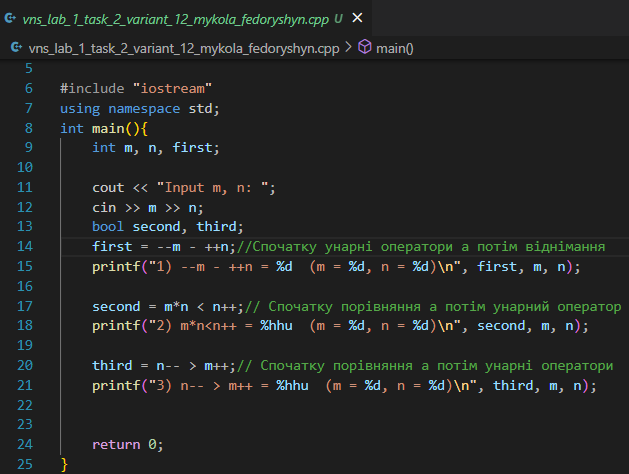 vns_lab_1_task_2_variant_12_mykola_fedoryshyn.cpp U
vns_lab_1_task_2_variant_12_mykola_fedoryshyn.cpp > main()
5
6 #include "iostream"
7 using namespace std;
8 int main(){
9 int m, n, first;
10
11 cout << "Input m, n: ";
12 cin >> m >> n;
13 bool second, third;
14 first = --m - ++n;//Спочатку унарні оператори а потім віднімання
15 printf("1) --m - ++n = %d  (m = %d, n = %d)\n", first, m, n);
16
17 second = m*n < n++;// Спочатку порівняння а потім унарний оператор
18 printf("2) m*n<n++ = %hhu  (m = %d, n = %d)\n", second, m, n);
19
20 third = n-- > m++;// Спочатку порівняння а потім унарні оператори
21 printf("3) n-- > m++ = %hhu  (m = %d, n = %d)\n", third, m, n);
22
23
24 return 0;
25 }